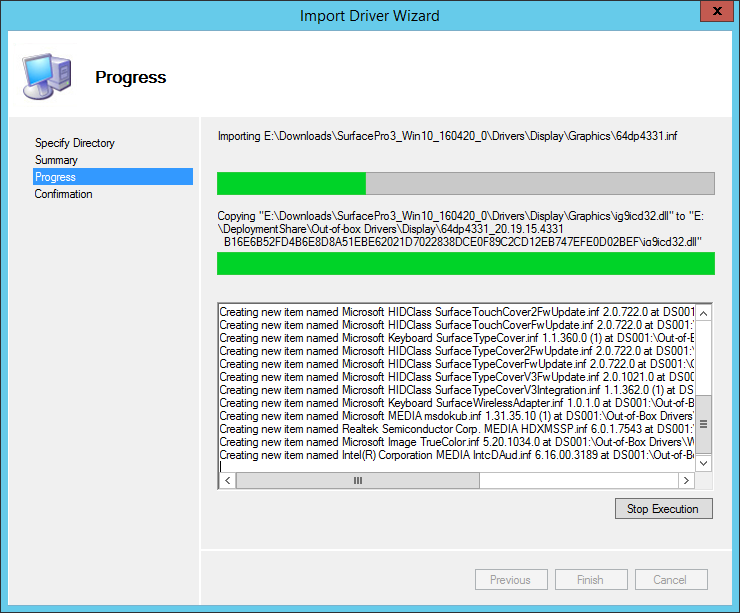 Import Driver Wizard
x
Progress
Specify Directory
Summary
Progress
Confirmation
Importing E:\Downloads\SurfacePro3_Win10_160420_0\Drivers\Display\Graphics\64dp4331.inf
Copying "E:\Downloads\SurfacePro3_Win10_160420_0\Drivers\Display\Graphics\ig9icd32.dll" to "E:
\DeploymentShare\Out-of-box Drivers\Display\64dp4331_20.19.15.4331
B16E6B52FD4B6E8D8A51EBE62021D7022838DCE0F89C2CD12EB747EFE0D02BEF\ig9icd32.dll"
Creating new item named Microsoft HIDClass SurfaceTouchCover2FwUpdate.inf 2.0.722.0 at DS001
Creating new item named Microsoft HIDClass SurfaceTouchCoverFwUpdate.inf 2.0.722.0 at DS001:
Creating new item named Microsoft Keyboard SurfaceTypeCover.inf 1.1.360.0 (1) at DS001:\Out-of-B
Creating new item named Microsoft HIDClass SurfaceTypeCover2FwUpdate.inf 2.0.722.0 at DS001:
Creating new item named Microsoft HIDClass SurfaceTypeCoverFwUpdate.inf 2.0.722.0 at DS001:\
Creating new item named Microsoft HIDClass SurfaceTypeCoverV3FwUpdate.inf 2.0.1021.0 at DS00
Creating new item named Microsoft HIDClass SurfaceTypeCoverV3Integration.inf 1.1.362.0 (1) at DS
Creating new item named Microsoft Keyboard SurfaceWirelessAdapter.inf 1.0.1.0 at DS001:\Out-of-B
Creating new item named Microsoft MEDIA msdokub.inf 1.31.35.10 (1) at DS001:\Out-of-Box Drivers
Creating new item named Realtek Semiconductor Corp. MEDIA HDXMSSP.inf 6.0.1.7543 at DS001:
Creating new item named Microsoft Image TrueColor.inf 5.20.1034.0 at DS001:\Out-of-Box Drivers\
Creating new item named Intel(R) Corporation MEDIA IntcDAud.inf 6.16.00.3189 at DS001:\Out-of-B
Stop Execution
Previous
Finish
Cancel